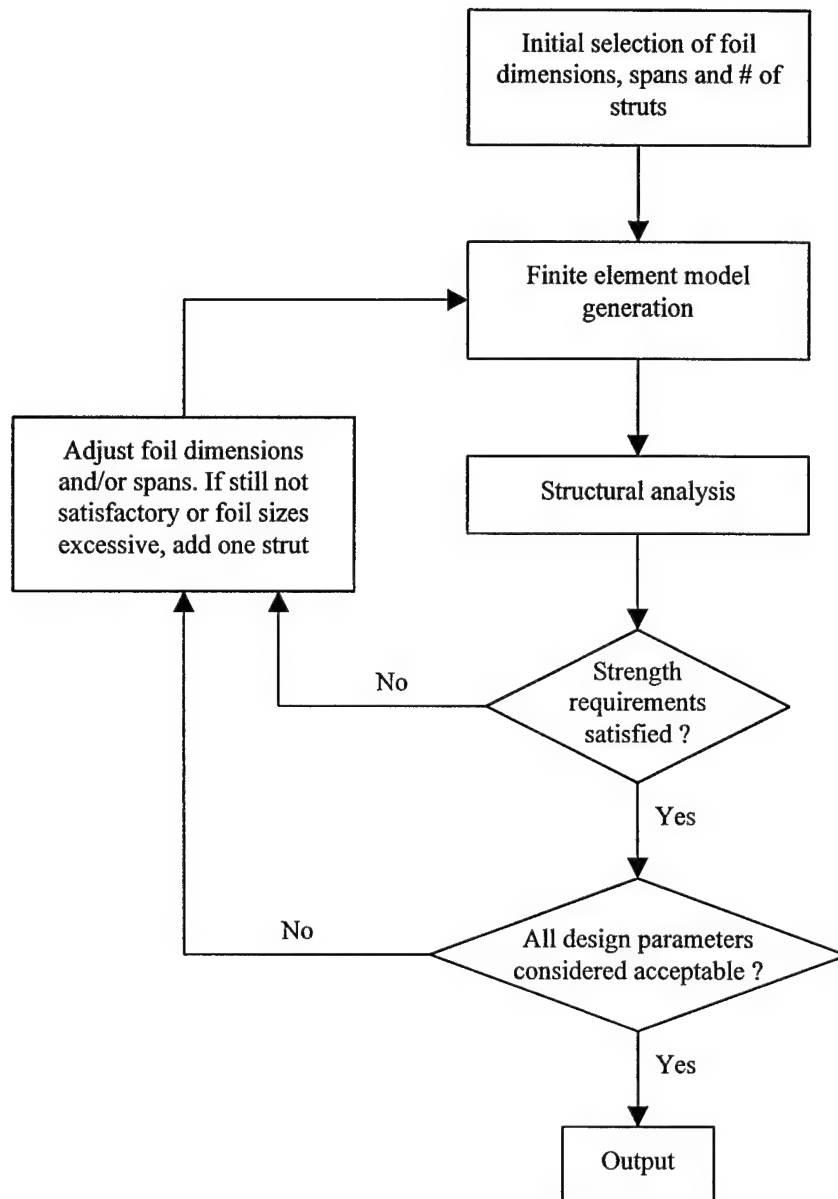 Initial selection of foil
dimensions, spans and # of
struts
Finite element model
generation
Adjust foil dimensions
and/or spans. If still not
satisfactory or foil sizes
excessive, add one strut
Structural analysis
No
Strength
requirements
satisfied ?
Yes
No
All design parameters
considered acceptable ?
Yes
Output